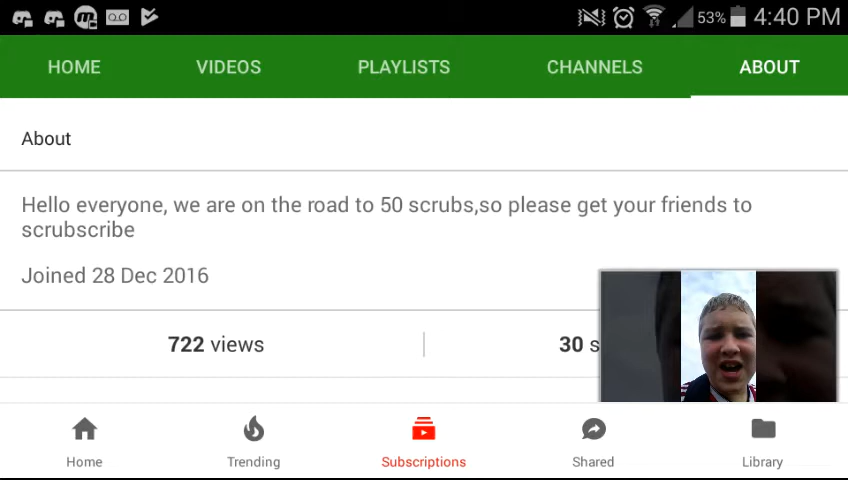 53% 4:40 PM
HOME VIDEOS PLAYLISTS CHANNELS ABOUT
About
Hello everyone, we are on the road to 50 scrubs,so please get your friends to
scrubscribe
Joined 28 Dec 2016
722 views 30 s
Home Trending Subscriptions Shared Library